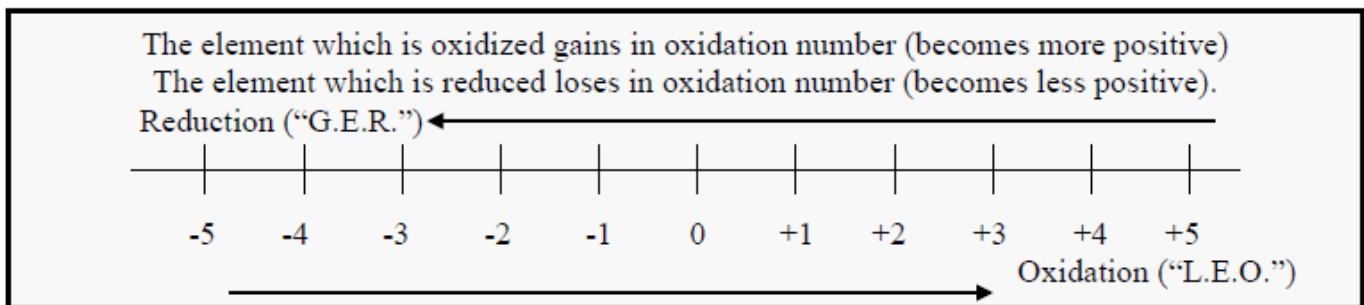 The element which is oxidized gains in oxidation number (becomes more positive)
The element which is reduced loses in oxidation number (becomes less positive).
Reduction (“G.E.R.”)
-5 -4 -3 -2 -1 0 +1 +2 +3 +4 +5
Oxidation (“L.E.O.”)